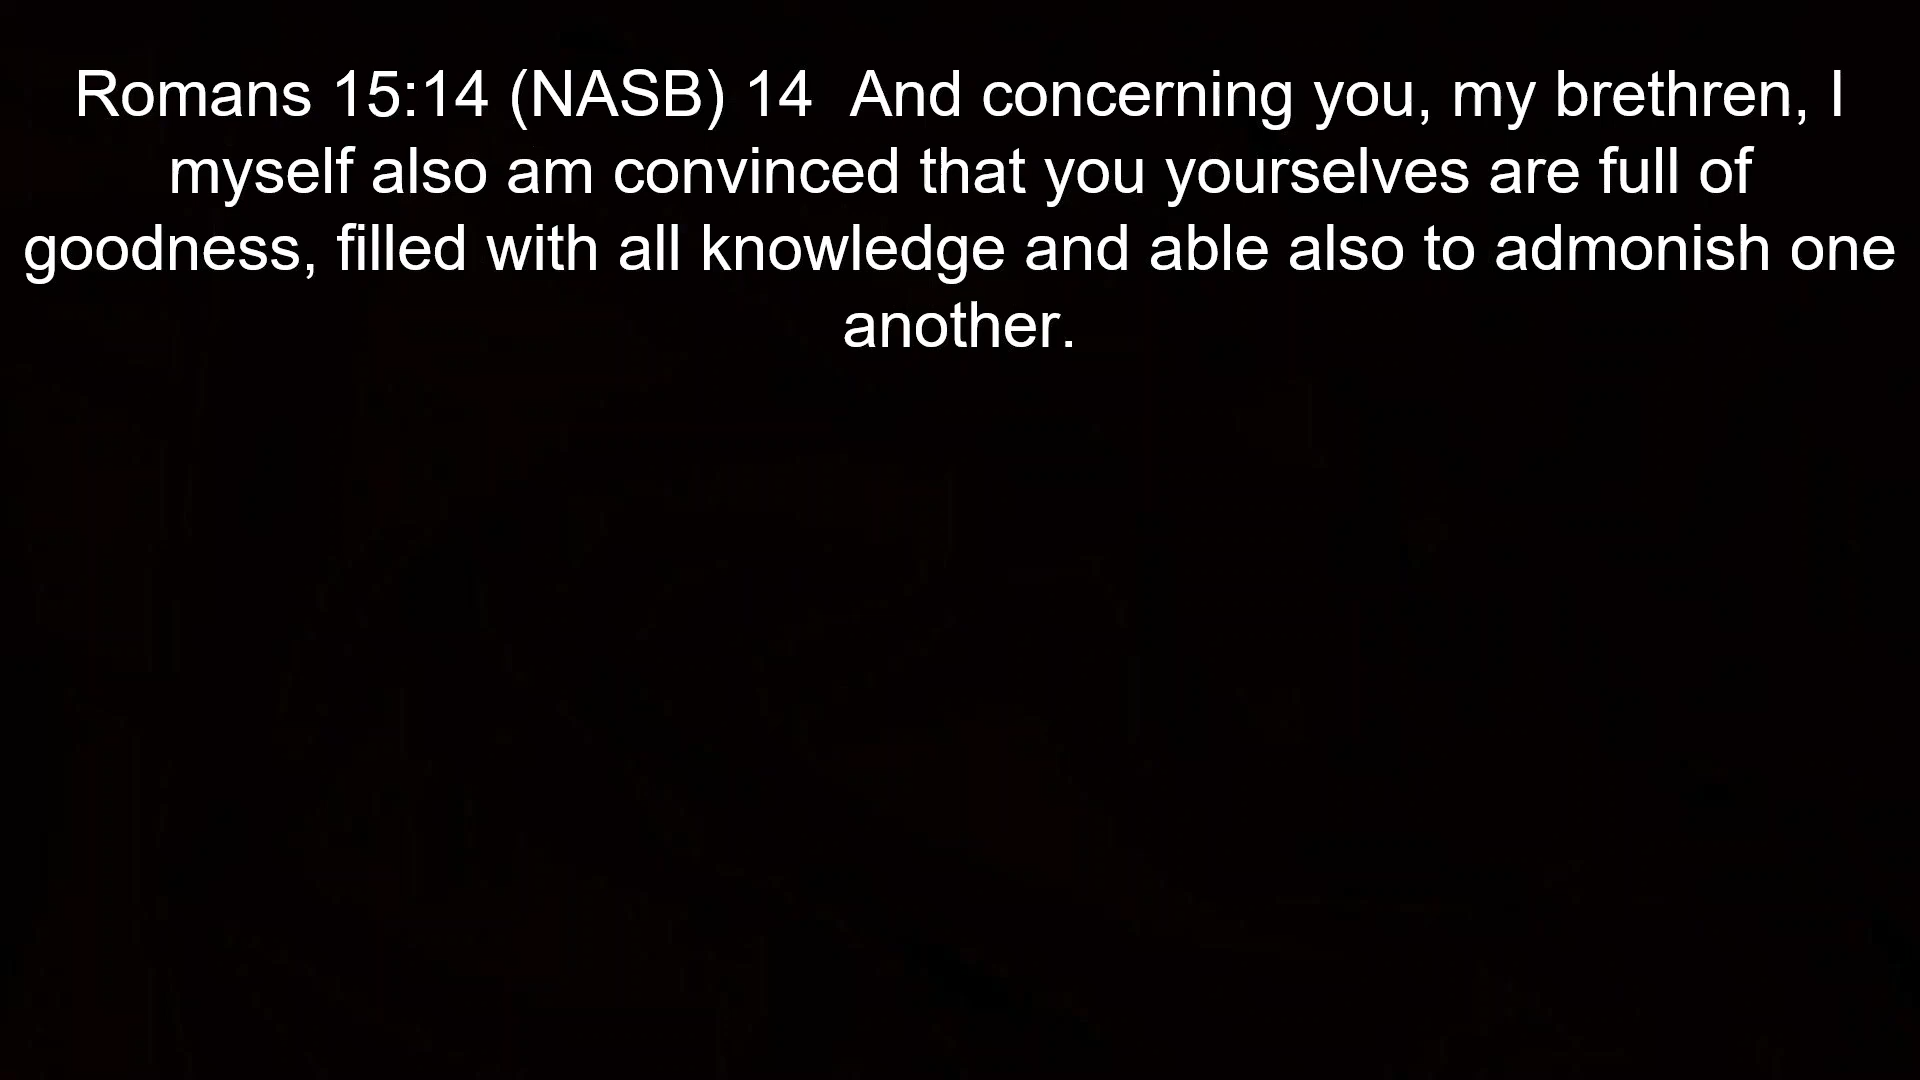 Romans 15:14 (NASB) 14  And concerning you, my brethren, I
myself also am convinced that you yourselves are full of
goodness, filled with all knowledge and able also to admonish one
another.